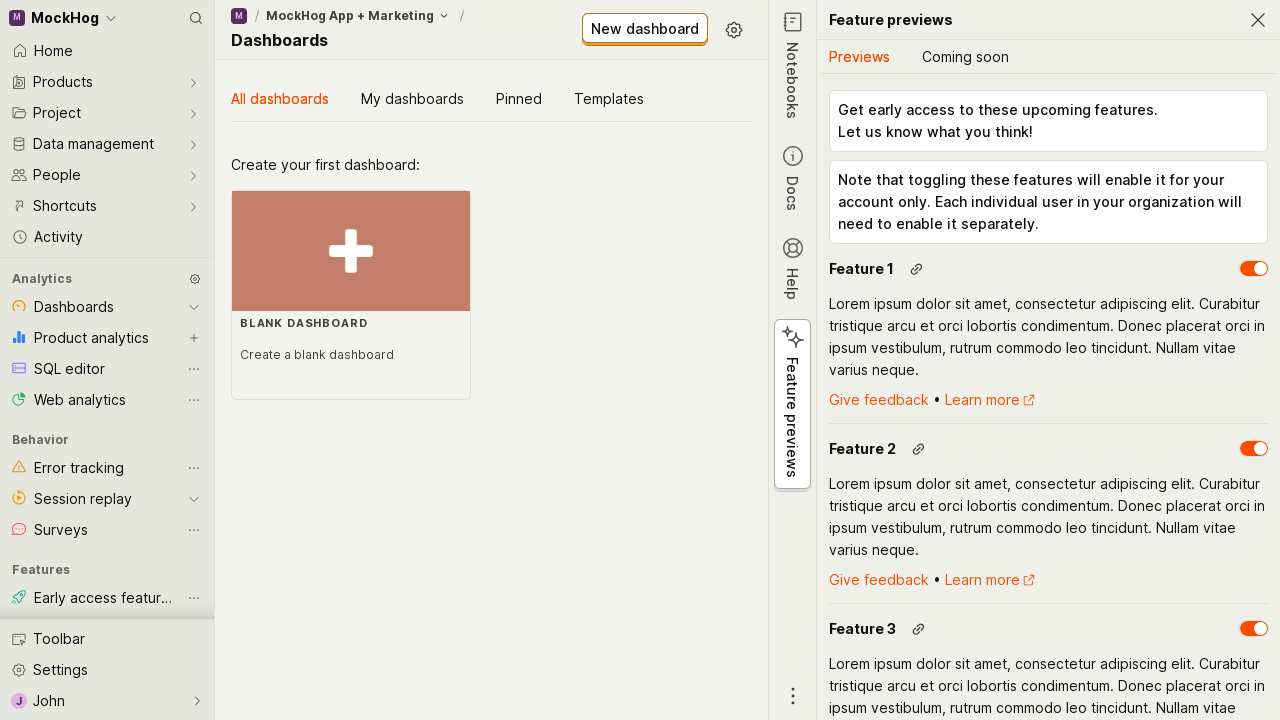 M MockHog
Home
Products
Project
Data management
People
Shortcuts
Activity
Analytics
Dashboards
Product analytics
SQL editor
Web analytics
Behavior
Error tracking
Session replay
Surveys
Features
Early access featur...
Toolbar
Settings
J John
M / MockHog App + Marketing /
Dashboards
New dashboard
All dashboards
My dashboards
Pinned
Templates
Create your first dashboard:
BLANK DASHBOARD
Create a blank dashboard
Notebooks
Docs
Help
Feature previews
Feature previews
Previews
Coming soon
Get early access to these upcoming features.
Let us know what you think!
Note that toggling these features will enable it for your
account only. Each individual user in your organization will
need to enable it separately.
Feature 1
Lorem ipsum dolor sit amet, consectetur adipiscing elit. Curabitur
tristique arcu et orci lobortis condimentum. Donec placerat orci in
ipsum vestibulum, rutrum commodo leo tincidunt. Nullam vitae
varius neque.
Give feedback • Learn more
Feature 2
Lorem ipsum dolor sit amet, consectetur adipiscing elit. Curabitur
tristique arcu et orci lobortis condimentum. Donec placerat orci in
ipsum vestibulum, rutrum commodo leo tincidunt. Nullam vitae
varius neque.
Give feedback • Learn more
Feature 3
Lorem ipsum dolor sit amet, consectetur adipiscing elit. Curabitur
tristique arcu et orci lobortis condimentum. Donec placerat orci in
ipsum vestibulum, rutrum commodo leo tincidunt. Nullam vitae